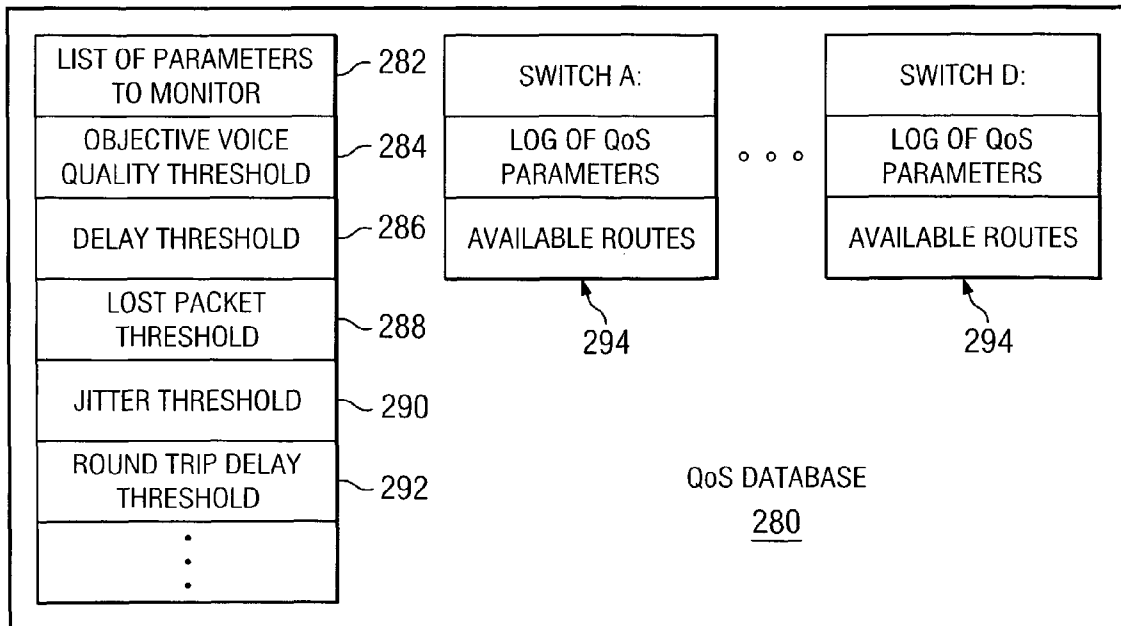 LIST OF PARAMETERS
TO MONITOR
282
OBJECTIVE VOICE
QUALITY THRESHOLD
284
DELAY THRESHOLD
286
LOST PACKET
THRESHOLD
288
JITTER THRESHOLD
290
ROUND TRIP DELAY
THRESHOLD
292
SWITCH A:
LOG OF QoS
PARAMETERS
AVAILABLE ROUTES
294
SWITCH D:
LOG OF QoS
PARAMETERS
AVAILABLE ROUTES
294
QoS DATABASE
280